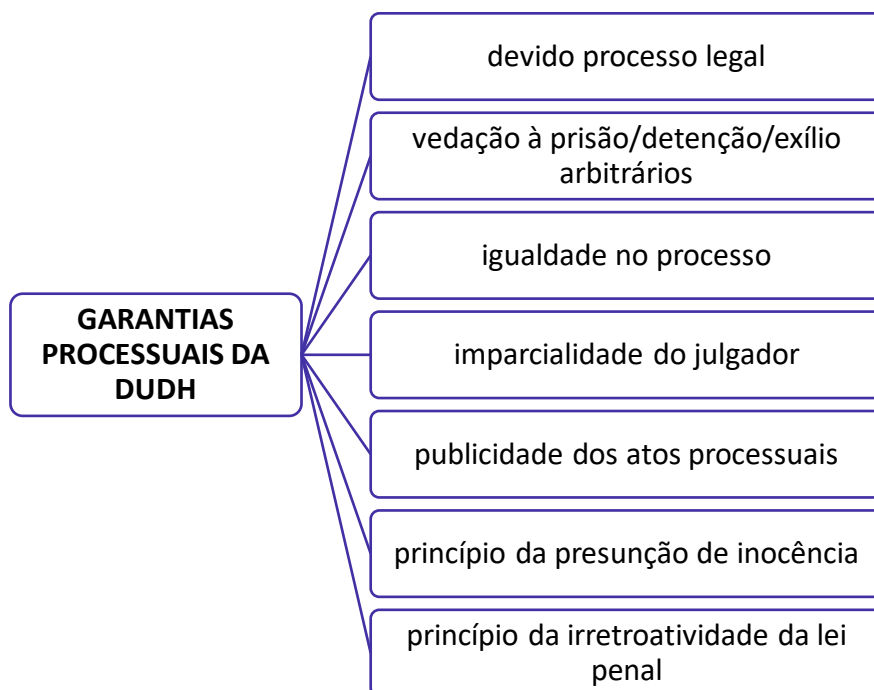 devido processo legal
vedação à prisão/detenção/exílio
arbitrários
igualdade no processo
GARANTIAS
PROCESSUAIS DA
DUDH
imparcialidade do julgador
publicidade dos atos processuais
princípio da presunção de inocência
princípio da irretroatividade da lei
penal